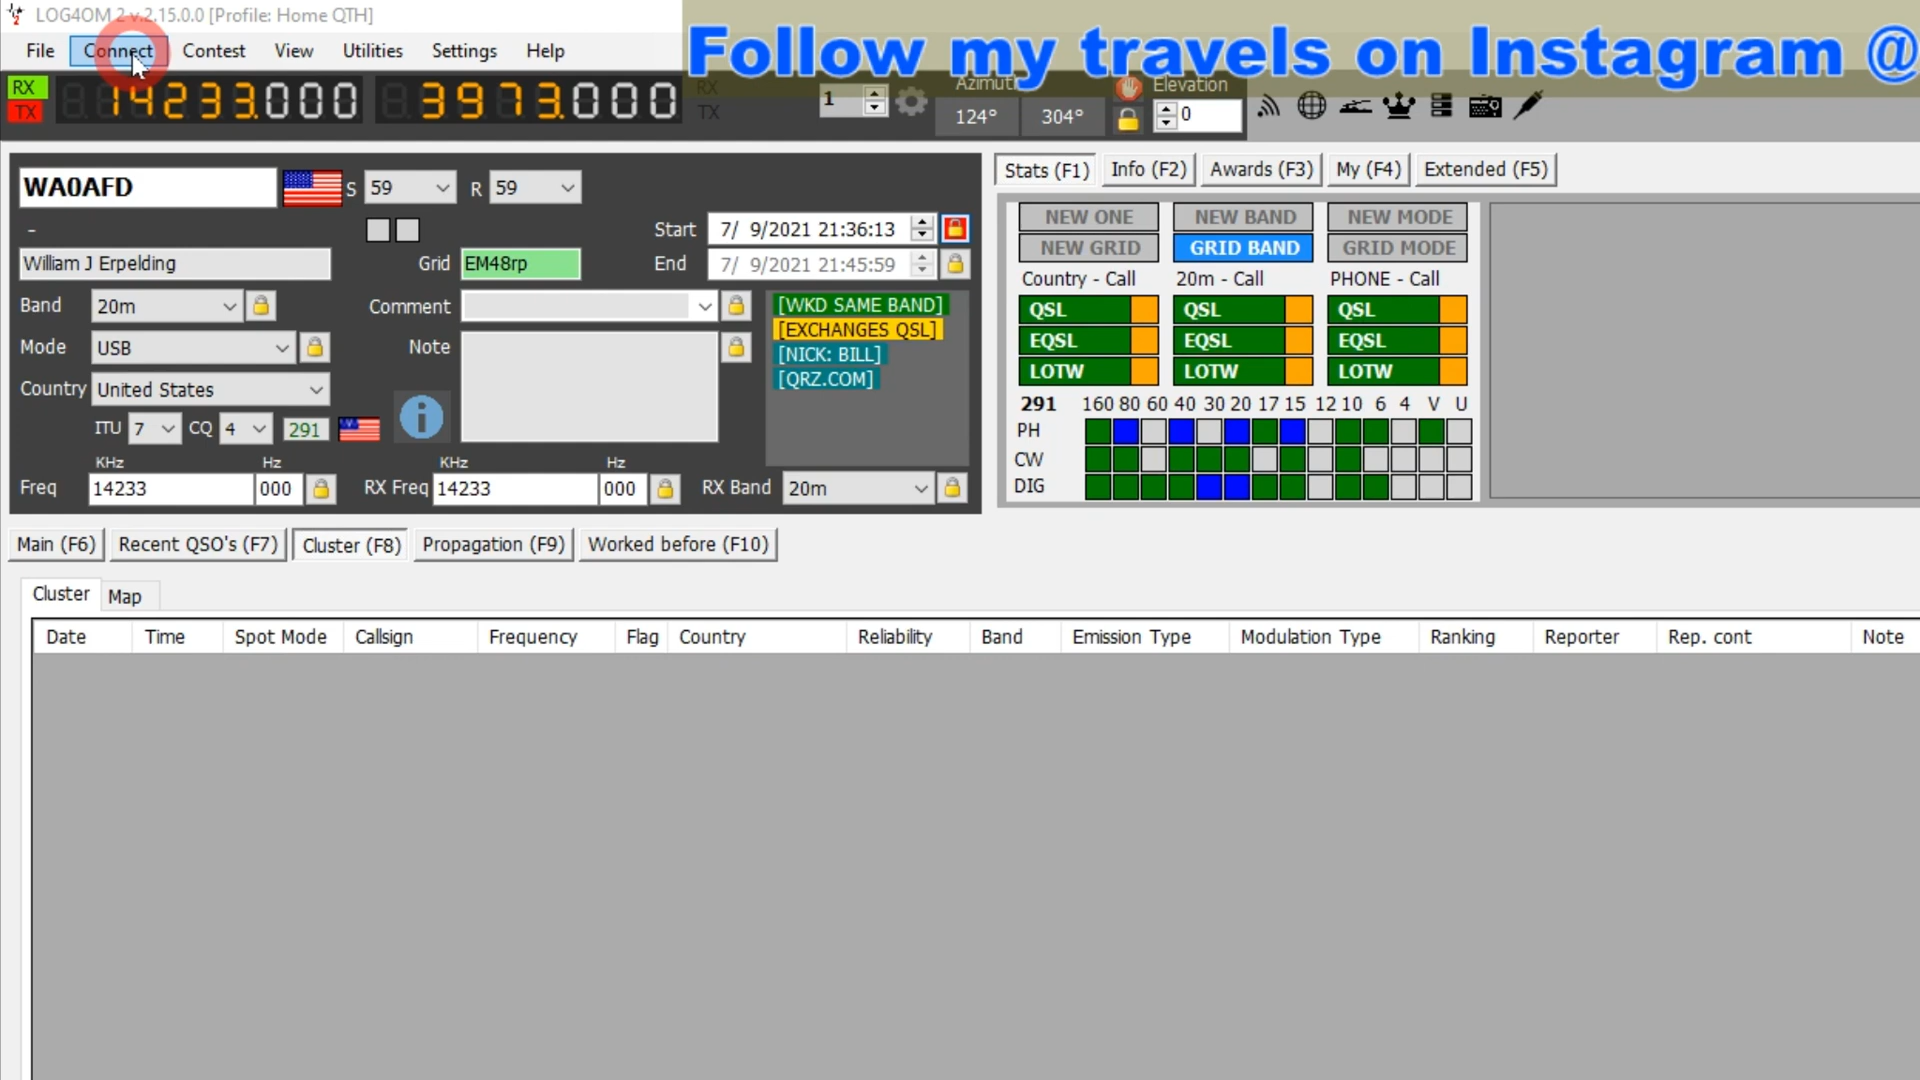 LOG4OM 2 v.2.15.0.0 [Profile: Home QTH]
Follow my travels on Instagram @
File Connect Contest View Utilities Settings Help
RX 14233.000 3973.000 RX
TX TX
1 Azimuth 124° 304° Elevation 0
WA0AFD S 59 R 59
-
Start 7/ 9/2021 21:36:13
William J Erpelding Grid EM48rp End 7/ 9/2021 21:45:59
Band 20m Comment
Mode USB Note
Country United States
ITU 7 CQ 4 291
[WKD SAME BAND]
[EXCHANGES QSL]
[NICK: BILL]
[QRZ.COM]
KHz Hz KHz Hz
Freq 14233 000 RX Freq 14233 000 RX Band 20m
Stats (F1) Info (F2) Awards (F3) My (F4) Extended (F5)
NEW ONE NEW BAND NEW MODE
NEW GRID GRID BAND GRID MODE
Country - Call 20m - Call PHONE - Call
QSL QSL QSL
EQSL EQSL EQSL
LOTW LOTW LOTW
291 160 80 60 40 30 20 17 15 12 10 6 4 V U
PH
CW
DIG
Main (F6) Recent QSO's (F7) Cluster (F8) Propagation (F9) Worked before (F10)
Cluster Map
Date Time Spot Mode Callsign Frequency Flag Country Reliability Band Emission Type Modulation Type Ranking Reporter Rep. cont Note